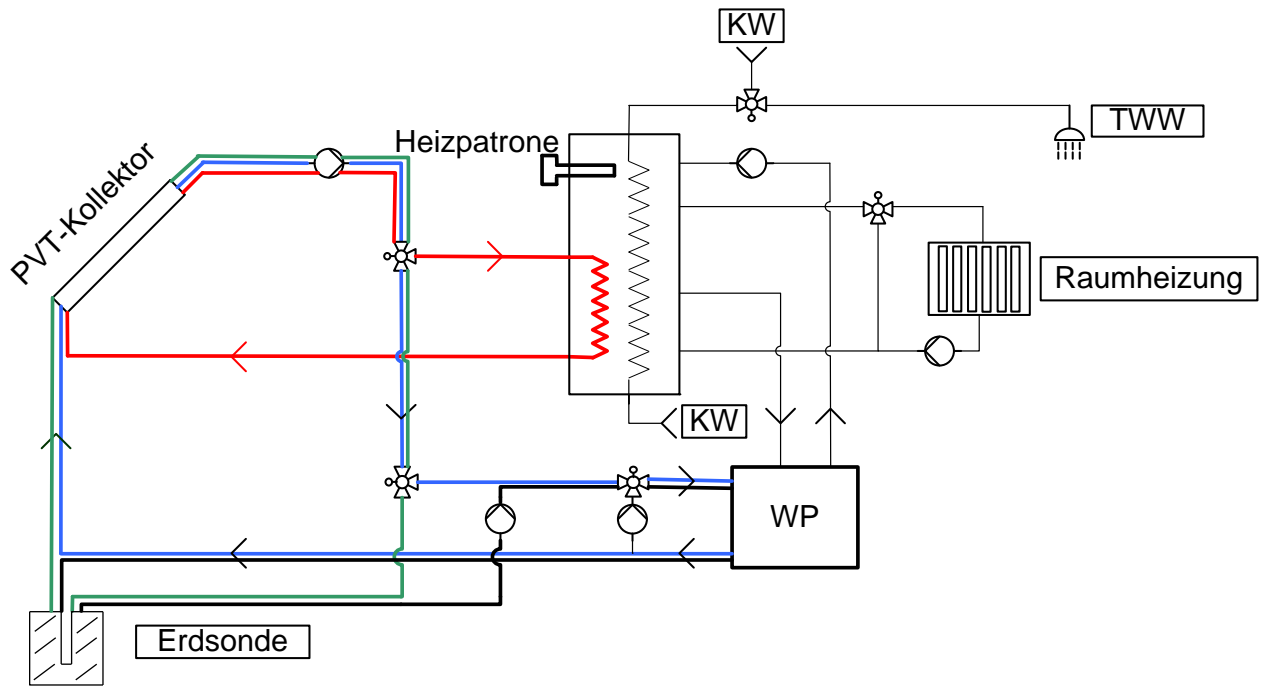 KW
TWW
Heizpatrone
PVT-Kollektor
Raumheizung
KW
WP
Erdsonde